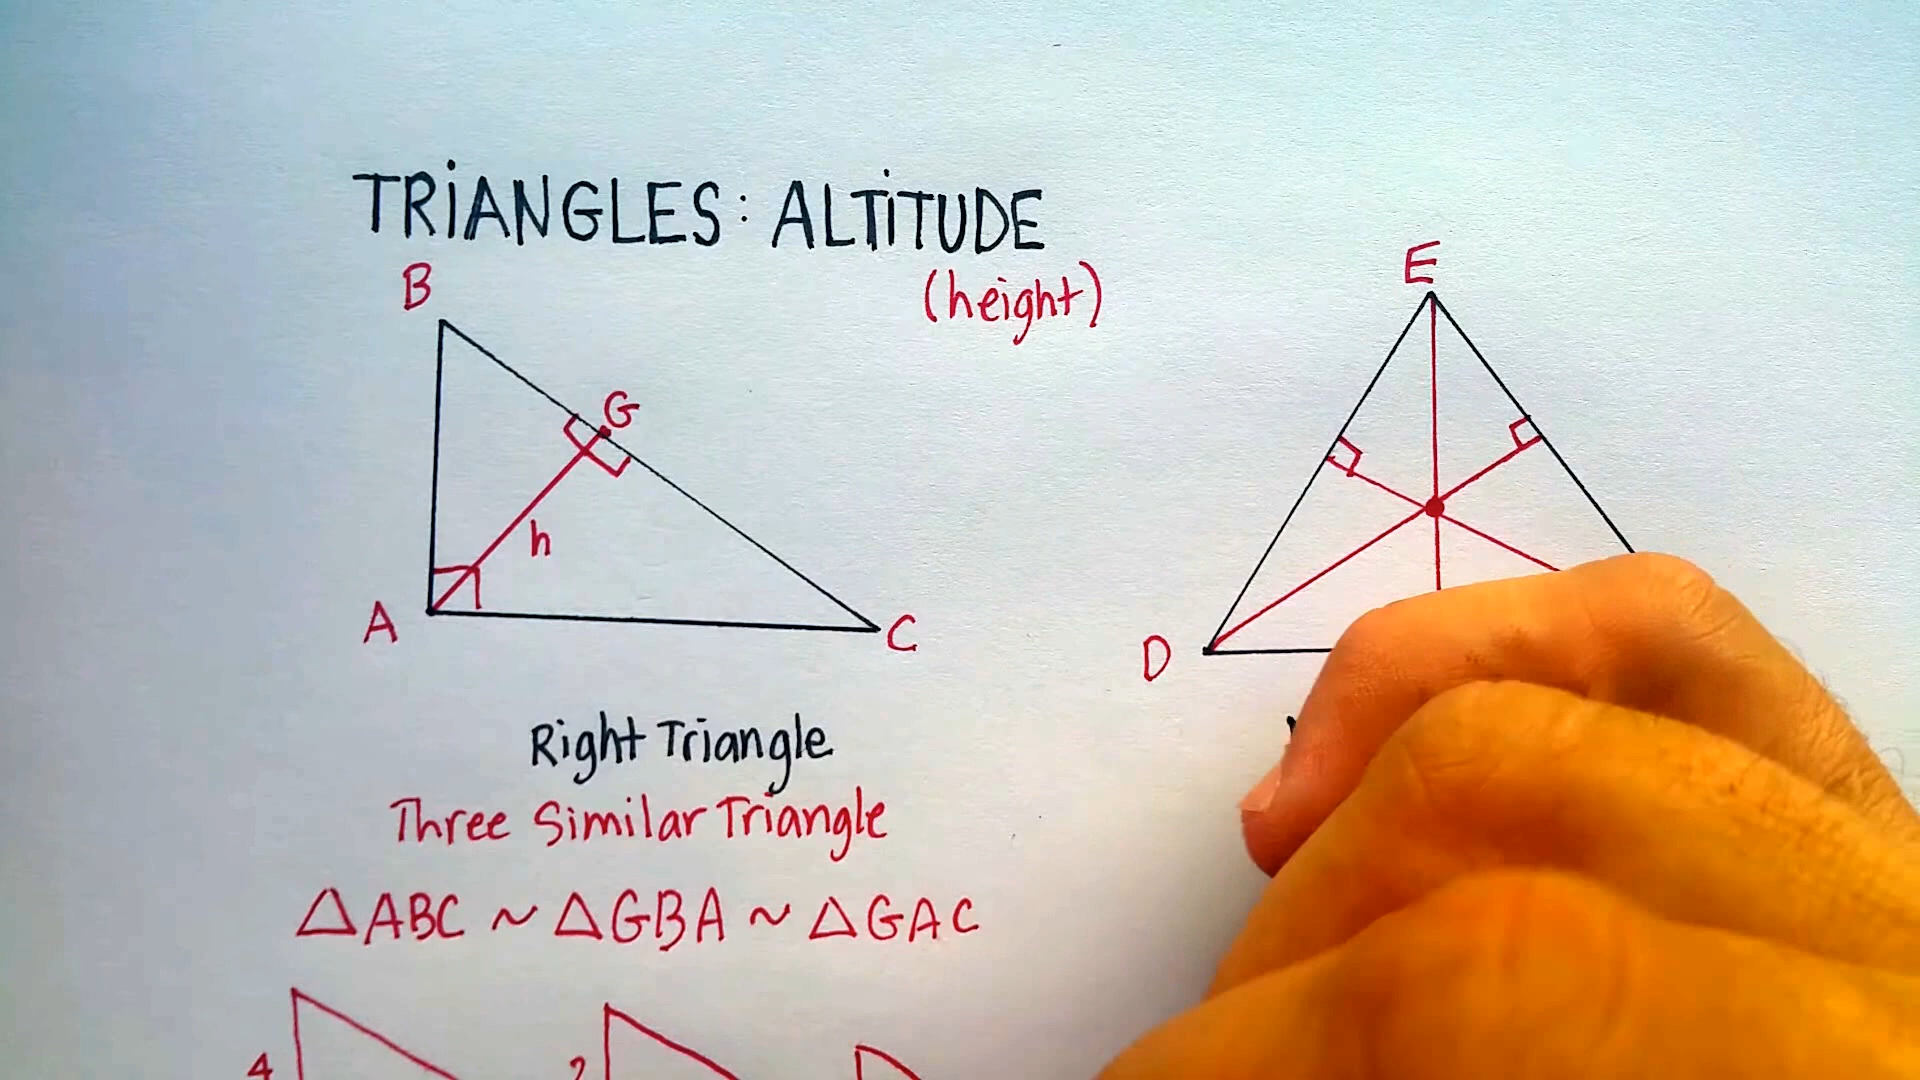 TRiANGLES: ALTiTUDE
(height)
B
G
h
A
C
E
D
Right Triangle
Three Similar Triangle
△ABC ~ △GBA ~ △GAC
4